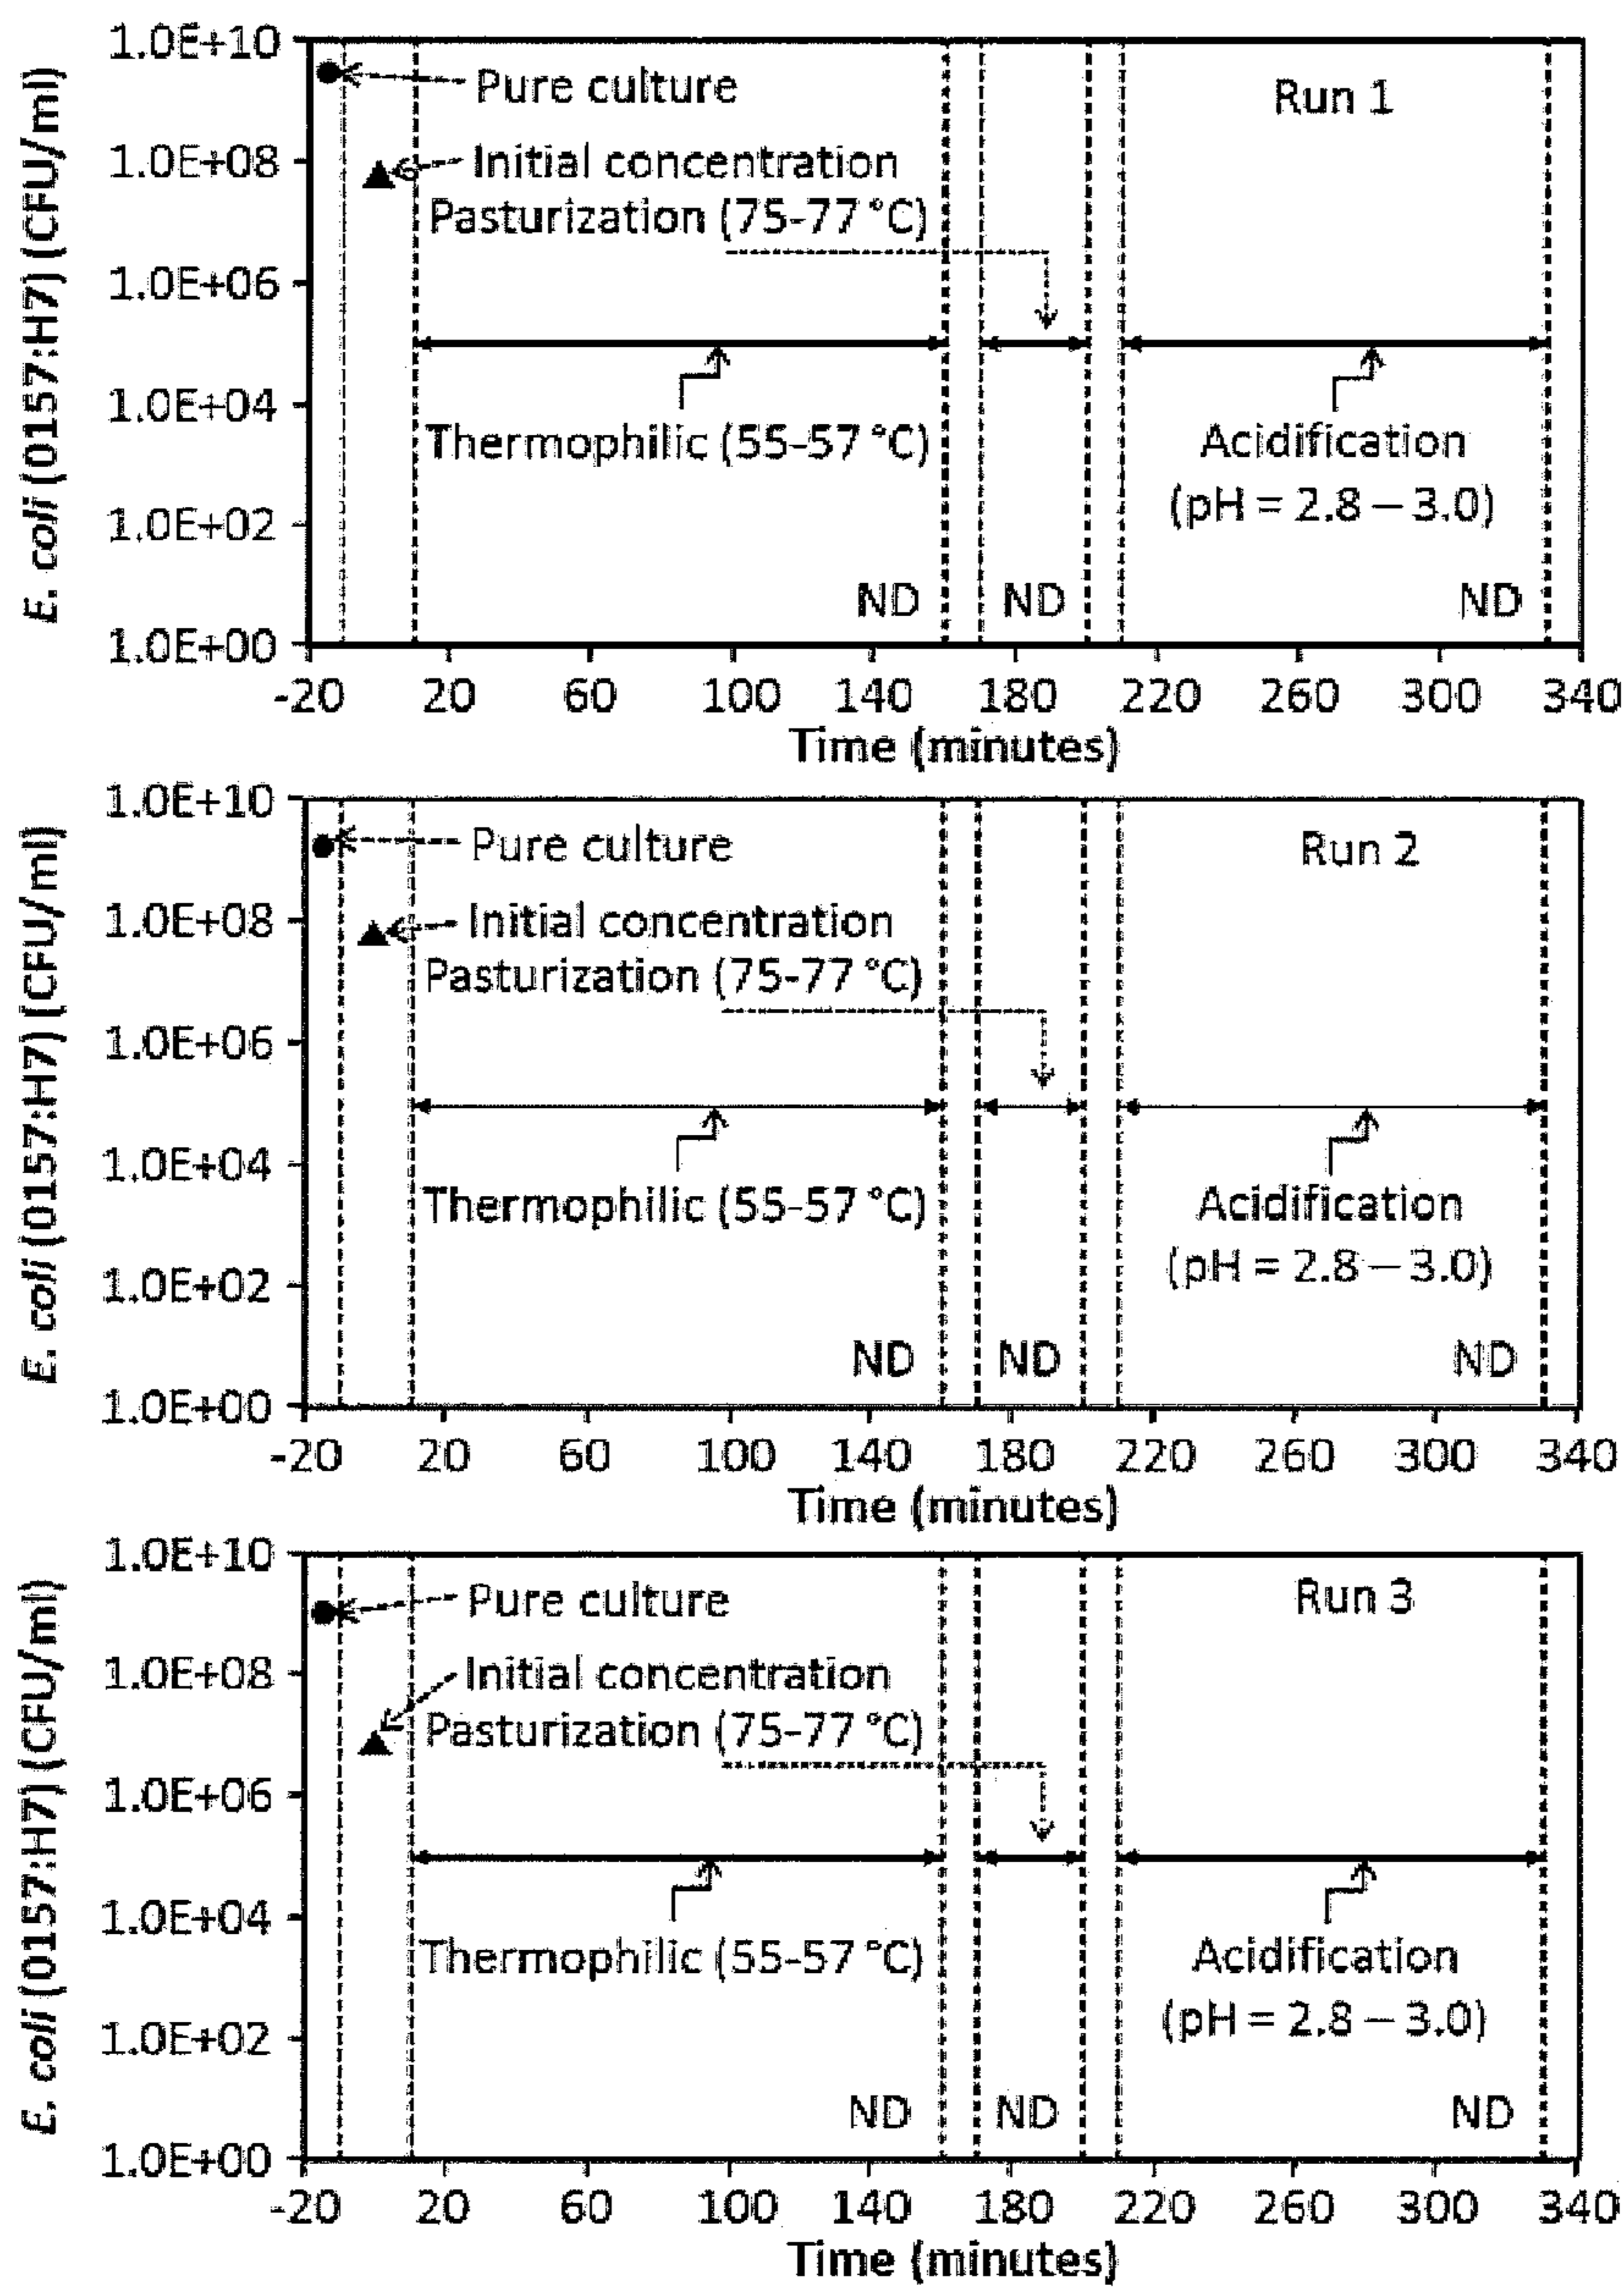 E. coli (0157:H7) (CFU/ml)
1.0E+10
1.0E+08
1.0E+06
1.0E+04
1.0E+02
1.0E+00
Pure culture
Run 1
Initial concentration
Pasturization (75-77 °C)
Thermophilic (55-57 °C)
Acidification
(pH = 2.8 – 3.0)
ND ND ND
-20 20 60 100 140 180 220 260 300 340
Time (minutes)
E. coli (0157:H7) (CFU/ml)
1.0E+10
1.0E+08
1.0E+06
1.0E+04
1.0E+02
1.0E+00
Pure culture
Run 2
Initial concentration
Pasturization (75-77 °C)
Thermophilic (55-57 °C)
Acidification
(pH = 2.8 – 3.0)
ND ND ND
-20 20 60 100 140 180 220 260 300 340
Time (minutes)
E. coli (0157:H7) (CFU/ml)
1.0E+10
1.0E+08
1.0E+06
1.0E+04
1.0E+02
1.0E+00
Pure culture
Run 3
Initial concentration
Pasturization (75-77 °C)
Thermophilic (55-57 °C)
Acidification
(pH = 2.8 – 3.0)
ND ND ND
-20 20 60 100 140 180 220 260 300 340
Time (minutes)